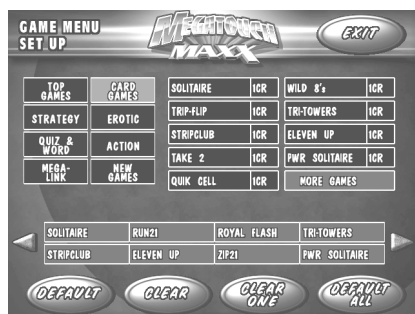 GAME MENU
SET UP
MEGATOUCH
MAXX
EXIT
TOP
GAMES
CARD
GAMES
STRATEGY
EROTIC
QUIZ &
WORD
ACTION
MEGA-
LINK
NEW
GAMES
SOLITAIRE 1CR
WILD 8's 1CR
TRIP-FLIP 1CR
TRI-TOWERS 1CR
STRIPCLUB 1CR
ELEVEN UP 1CR
TAKE 2 1CR
PWR SOLITAIRE 1CR
QUIK CELL 1CR
MORE GAMES
SOLITAIRE RUN21 ROYAL FLASH TRI-TOWERS
STRIPCLUB ELEVEN UP ZIP21 PWR SOLITAIRE
DEFAULT
CLEAR
CLEAR
ONE
DEFAULT
ALL